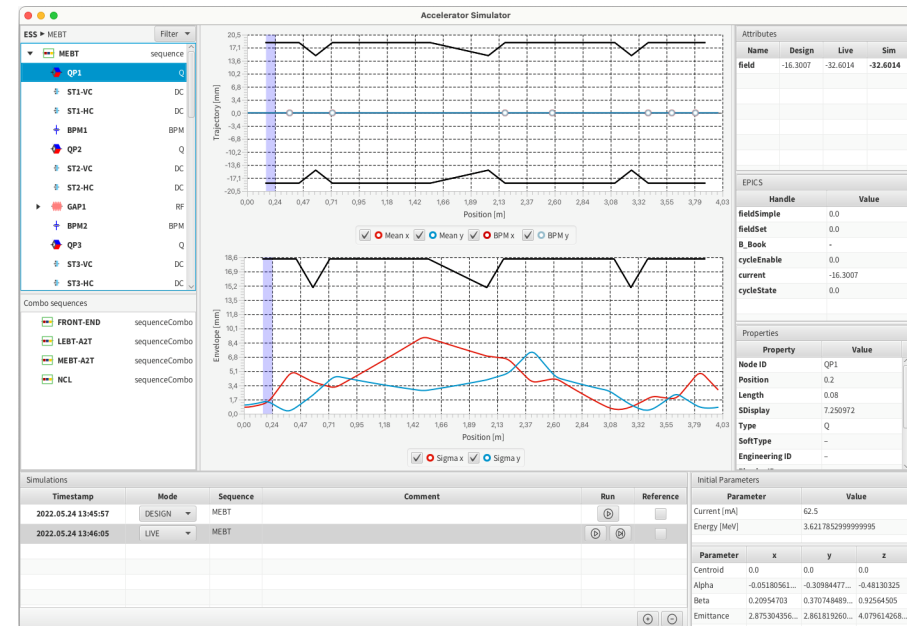 Accelerator Simulator
ESS ▸ MEBT Filter
MEBT sequence
QP1 Q
ST1-VC DC
ST1-HC DC
BPM1 BPM
QP2 Q
ST2-VC DC
ST2-HC DC
GAP1 RF
BPM2 BPM
QP3 Q
ST3-VC DC
ST3-HC DC
Combo sequences
FRONT-END sequenceCombo
LEBT-A2T sequenceCombo
MEBT-A2T sequenceCombo
NCL sequenceCombo
Trajectory [mm]
20,5
17,1
13,6
10,2
6,8
3,4
0,0
-3,4
-6,8
-10,2
-13,6
-17,1
-20,5
0,00 0,24 0,47 0,71 0,95 1,18 1,42 1,66 1,89 2,13 2,37 2,60 2,84 3,08 3,32 3,55 3,79 4,03
Position [m]
Mean x Mean y BPM x BPM y
Envelope [mm]
18,6
16,9
15,2
13,5
11,8
10,1
8,4
6,8
5,1
3,4
1,7
0,0
0,00 0,24 0,47 0,71 0,95 1,18 1,42 1,66 1,89 2,13 2,37 2,60 2,84 3,08 3,32 3,55 3,79 4,03
Position [m]
Sigma x Sigma y
Attributes
Name Design Live Sim
field -16.3007 -32.6014 -32.6014
EPICS
Handle Value
fieldSimple 0.0
fieldSet 0.0
B_Book -
cycleEnable 0.0
current -16.3007
cycleState 0.0
Properties
Property Value
Node ID QP1
Position 0.2
Length 0.08
SDisplay 7.250972
Type Q
SoftType –
Engineering ID –
Simulations
Timestamp Mode Sequence Comment Run Reference
2022.05.24 13:45:57 DESIGN MEBT
2022.05.24 13:46:05 LIVE MEBT
Initial Parameters
Parameter Value
Current [mA] 62.5
Energy [MeV] 3.6217852999999995
Parameter x y z
Centroid 0.0 0.0 0.0
Alpha -0.05180561... -0.30984477... -0.48130325
Beta 0.20954703 0.370748489... 0.92564505
Emittance 2.875304356... 2.861819260... 4.079614268...